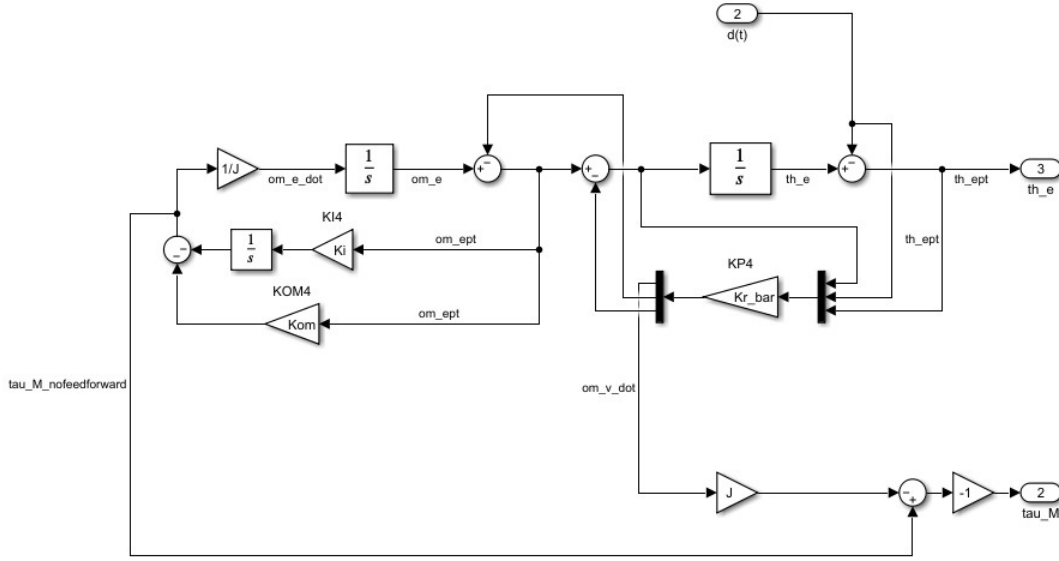 2
d(t)
1/J
om_e_dot
1
s
om_e
+
−
+
−
1
s
th_e
+
−
th_ept
3
th_e
KI4
−
−
1
s
Ki
om_ept
th_ept
KP4
Kr_bar
KOM4
Kom
om_ept
tau_M_nofeedforward
om_v_dot
J
−
+
-1
2
tau_M